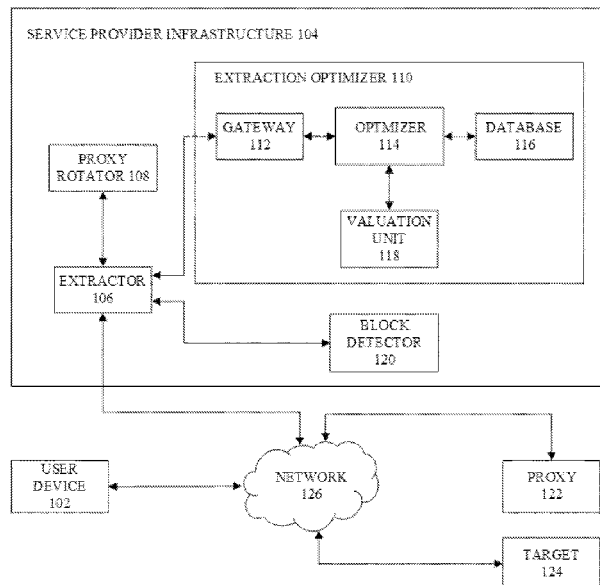 SERVICE PROVIDER INFRASTRUCTURE 104
EXTRACTION OPTIMIZER 110
GATEWAY
112
OPTMIZER
114
DATABASE
116
PROXY
ROTATOR 108
VALUATION
UNIT
118
EXTRACTOR
106
BLOCK
DETECTOR
120
USER
DEVICE
102
NETWORK
126
PROXY
122
TARGET
124